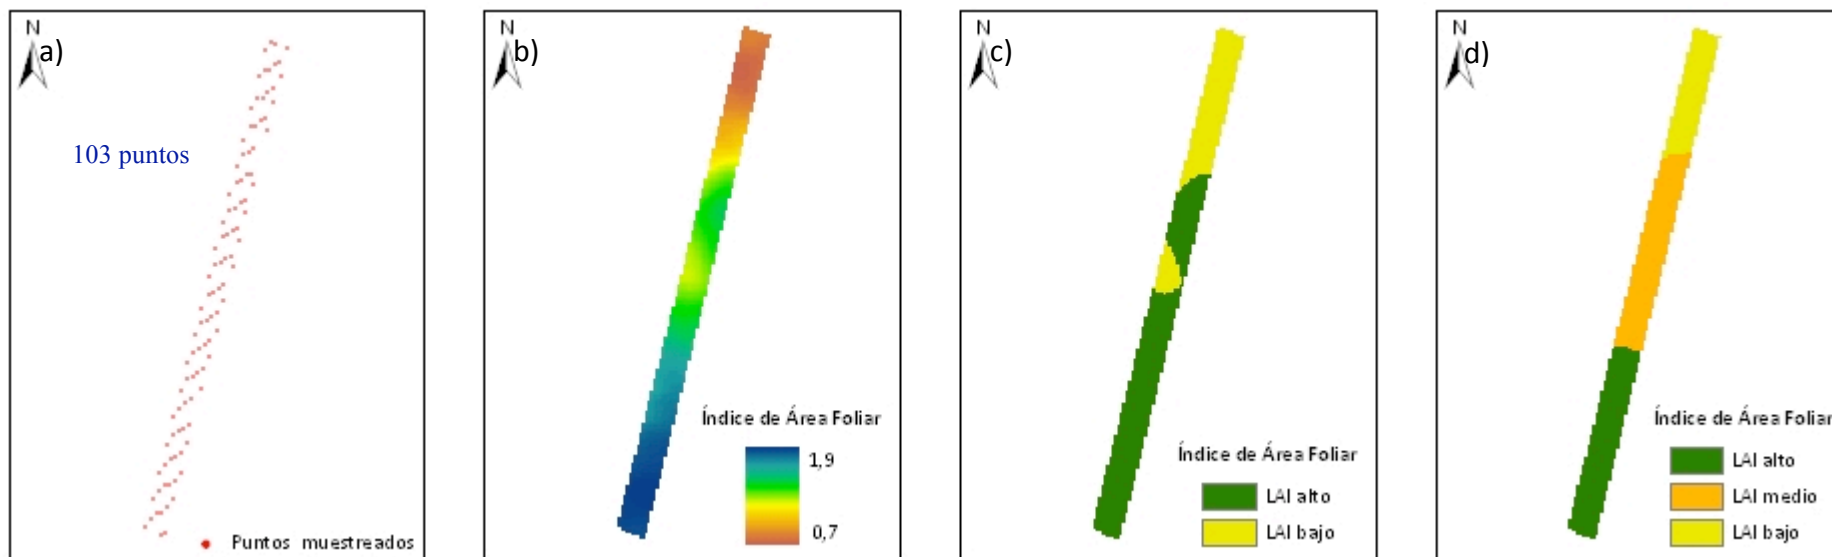 N
a)
103 puntos
Puntos muestreados
N
b)
Índice de Área Foliar
1,9
0,7
N
c)
Índice de Área Foliar
LAI alto
LAI bajo
N
d)
Índice de Área Foliar
LAI alto
LAI medio
LAI bajo